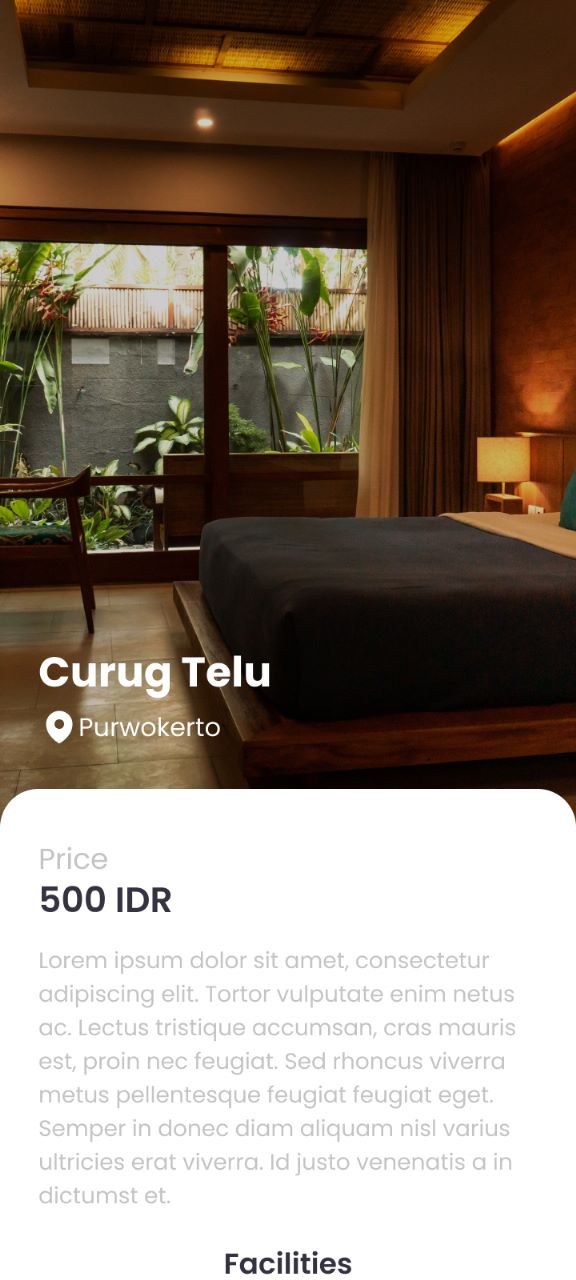 Curug Telu
Purwokerto
Price
500 IDR
Lorem ipsum dolor sit amet, consectetur
adipiscing elit. Tortor vulputate enim netus
ac. Lectus tristique accumsan, cras mauris
est, proin nec feugiat. Sed rhoncus viverra
metus pellentesque feugiat feugiat eget.
Semper in donec diam aliquam nisl varius
ultricies erat viverra. Id justo venenatis a in
dictumst et.
Facilities